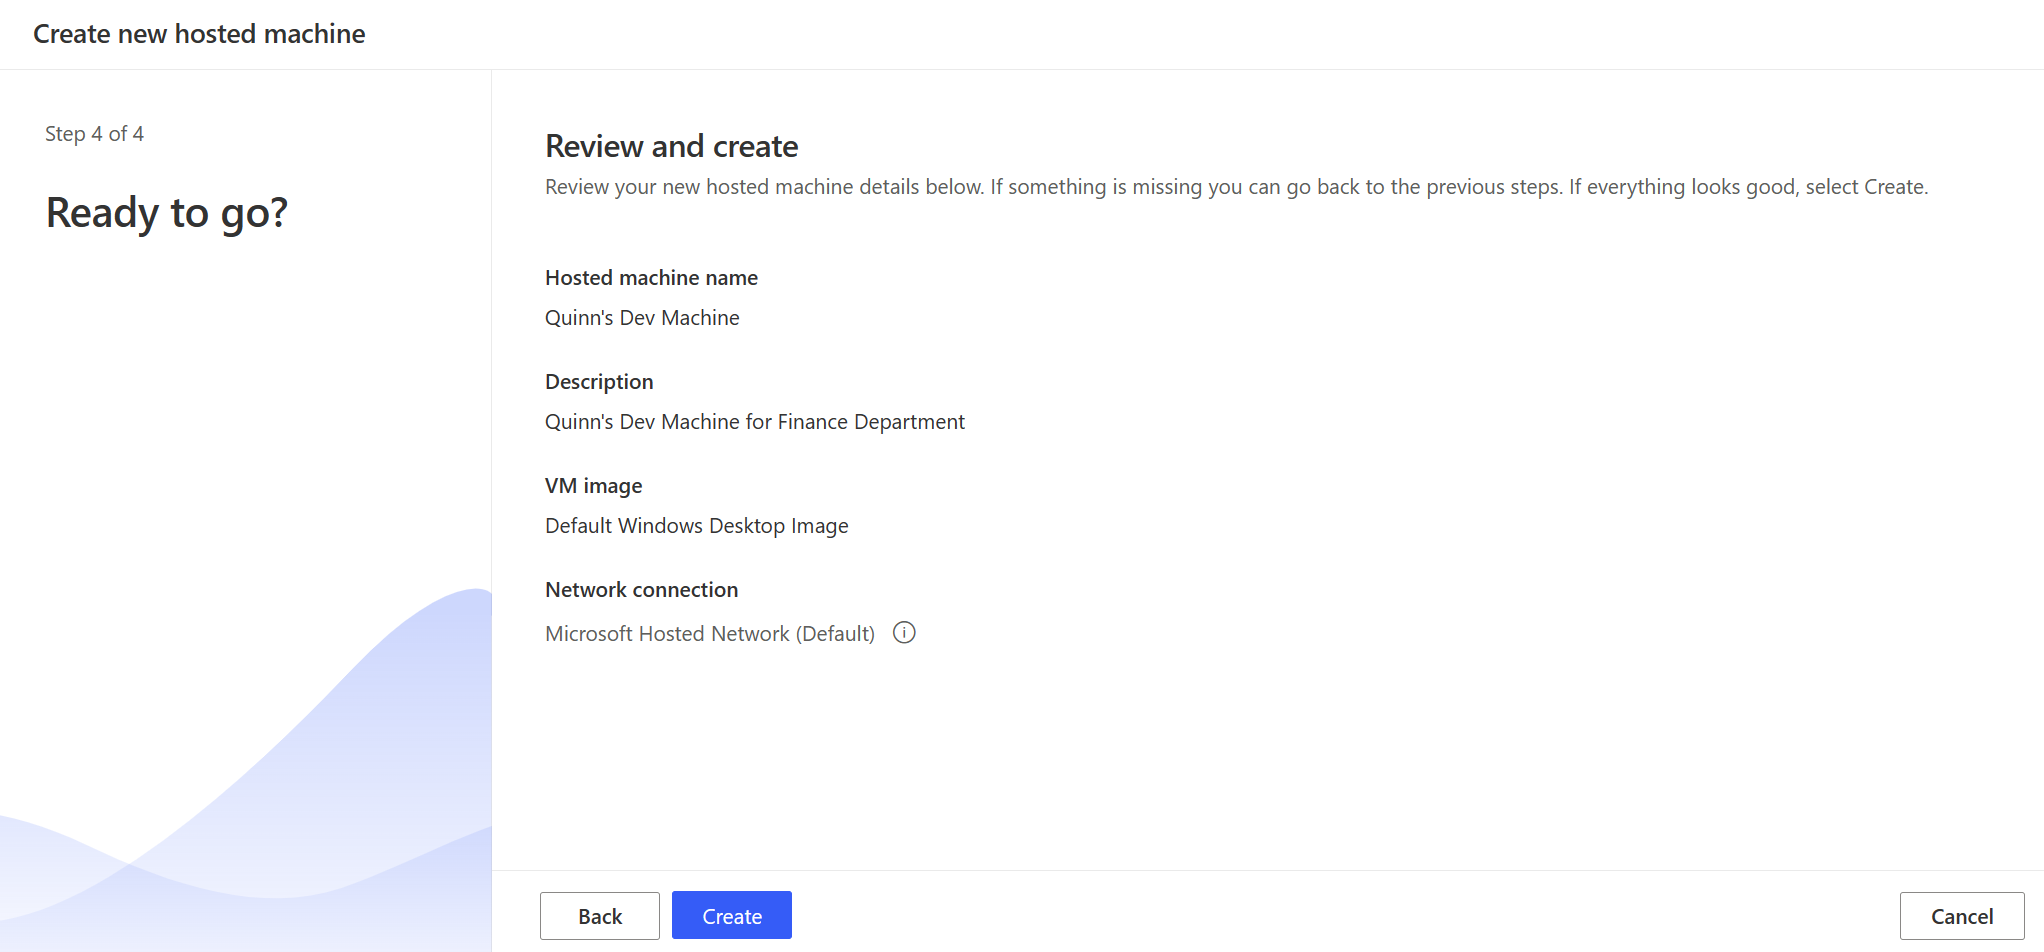 Create new hosted machine
Step 4 of 4
Ready to go?
Review and create
Review your new hosted machine details below. If something is missing you can go back to the previous steps. If everything looks good, select Create.
Hosted machine name
Quinn's Dev Machine
Description
Quinn's Dev Machine for Finance Department
VM image
Default Windows Desktop Image
Network connection
Microsoft Hosted Network (Default)
Back
Create
Cancel